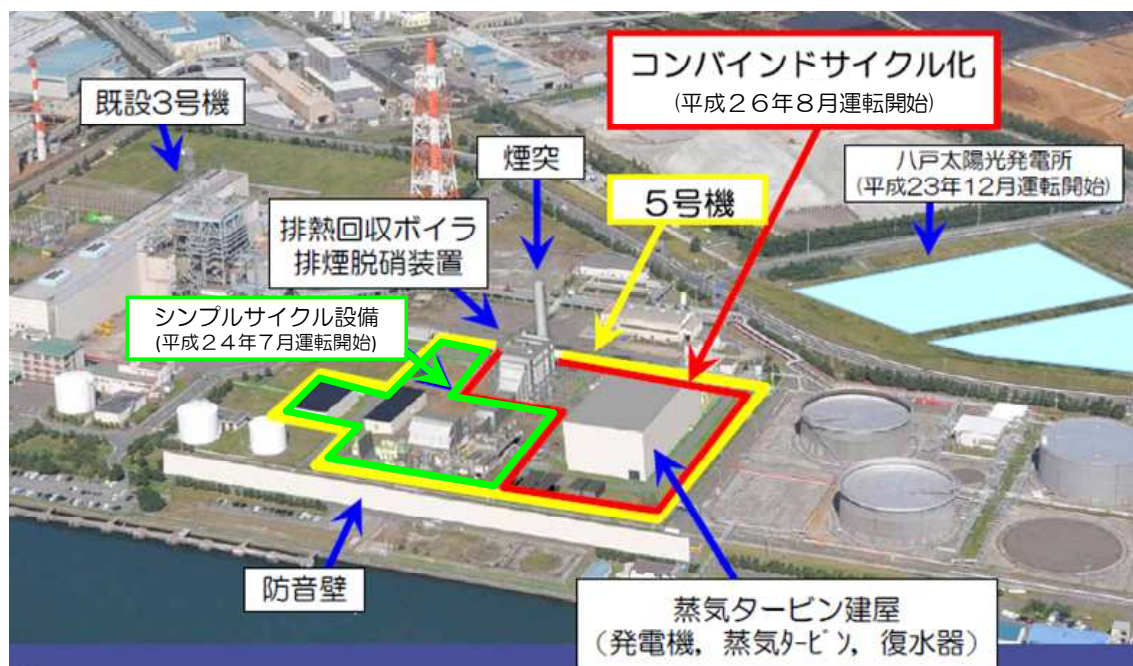 コンバインドサイクル化
(平成26年8月運転開始)
既設3号機
煙突
八戸太陽光発電所
(平成23年12月運転開始)
5号機
排熱回収ボイラ
排煙脱硝装置
シンプルサイクル設備
(平成24年7月運転開始)
防音壁
蒸気タービン建屋
(発電機, 蒸気タービン, 復水器)